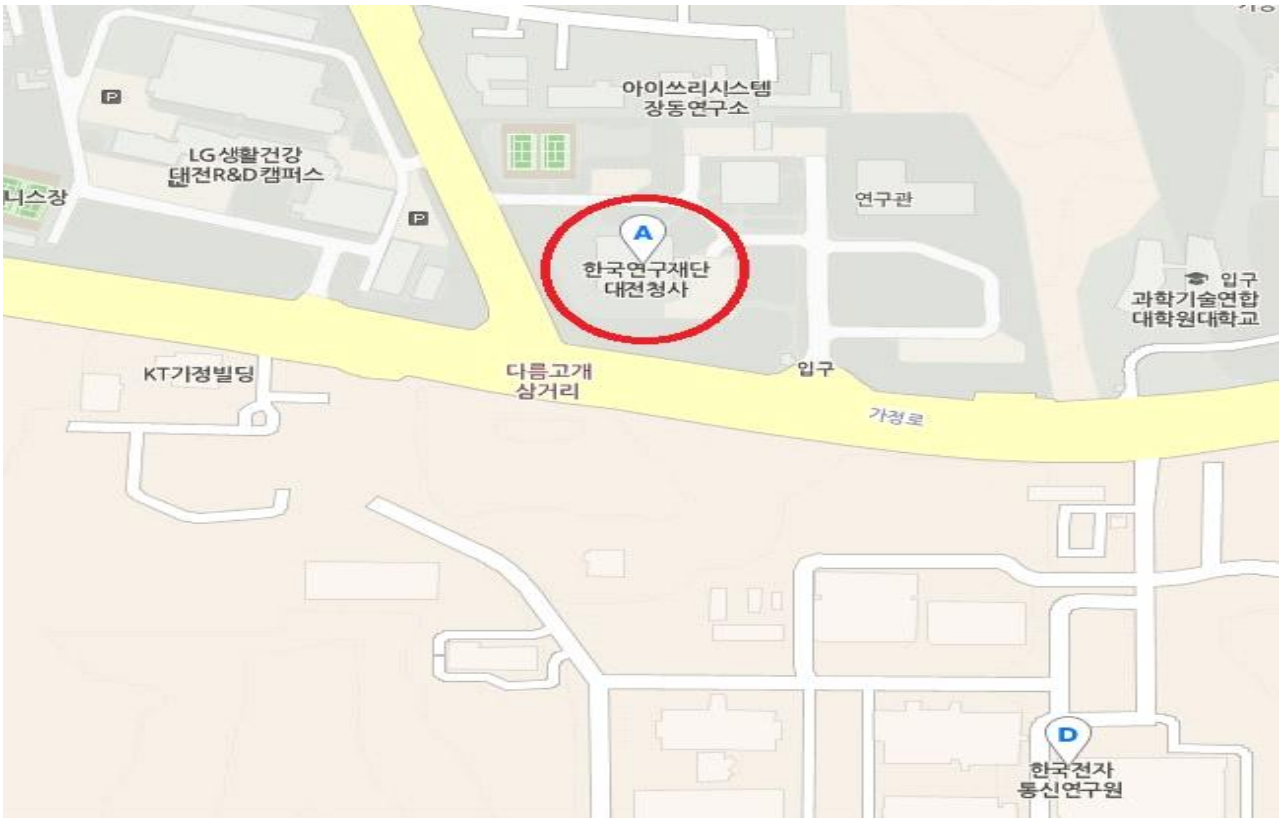 P
아이쓰리시스템
장동연구소
LG생활건강
대전R&D캠퍼스
니스장
P
연구관
A
한국연구재단
대전청사
입구
과학기술연합
대학원대학교
KT가정빌딩
다름고개
삼거리
입구
가정로
D
한국전자
통신연구원